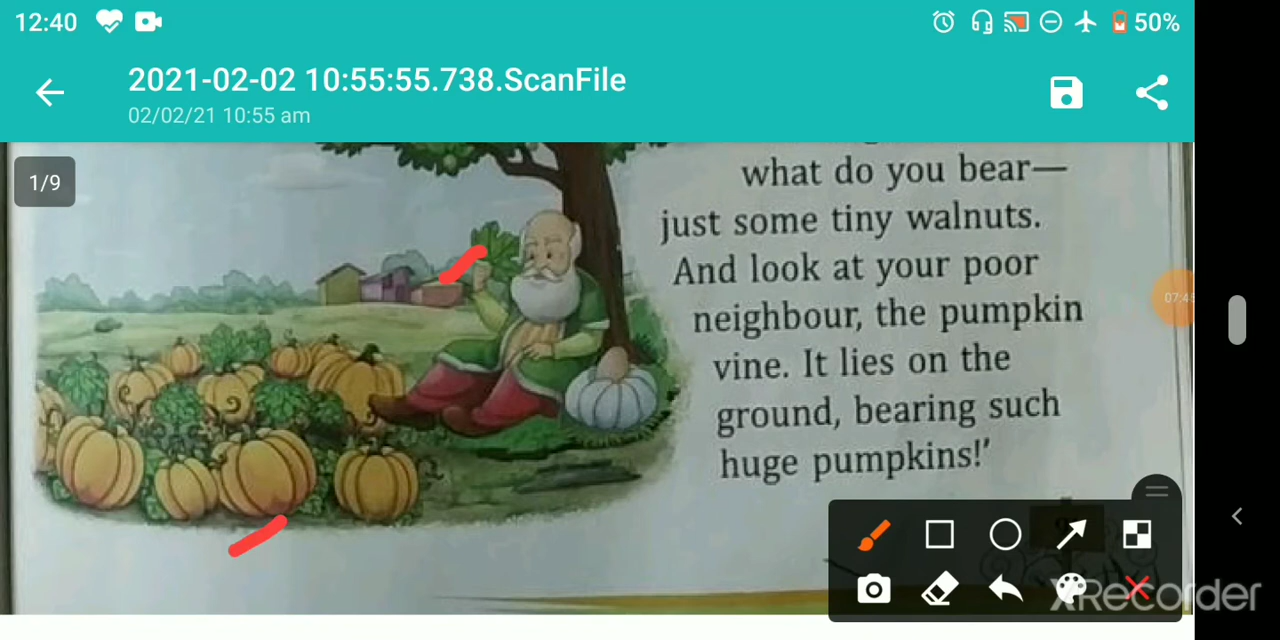 12:40
50%
2021-02-02 10:55:55.738.ScanFile
02/02/21 10:55 am
1/9
what do you bear—
just some tiny walnuts.
And look at your poor
neighbour, the pumpkin
vine. It lies on the
ground, bearing such
huge pumpkins!’
XRecorder